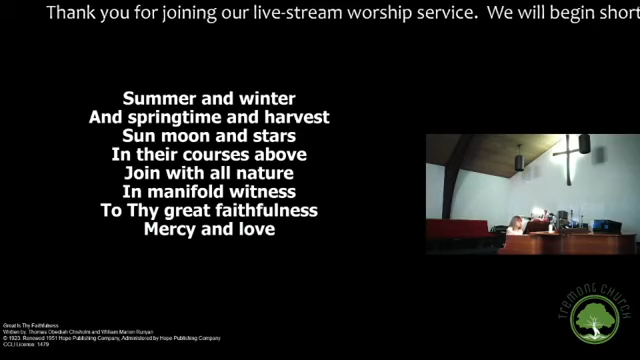 Thank you for joining our live-stream worship service.  We will begin short
Summer and winter
And springtime and harvest
Sun moon and stars
In their courses above
Join with all nature
In manifold witness
To Thy great faithfulness
Mercy and love
Great Is Thy Faithfulness
Written by: Thomas Obediah Chisholm and William Marion Runyan
© 1923. Renewed 1951 Hope Publishing Company, Administered by Hope Publishing Company
CCLI License: 1479
TREMONT CHURCH